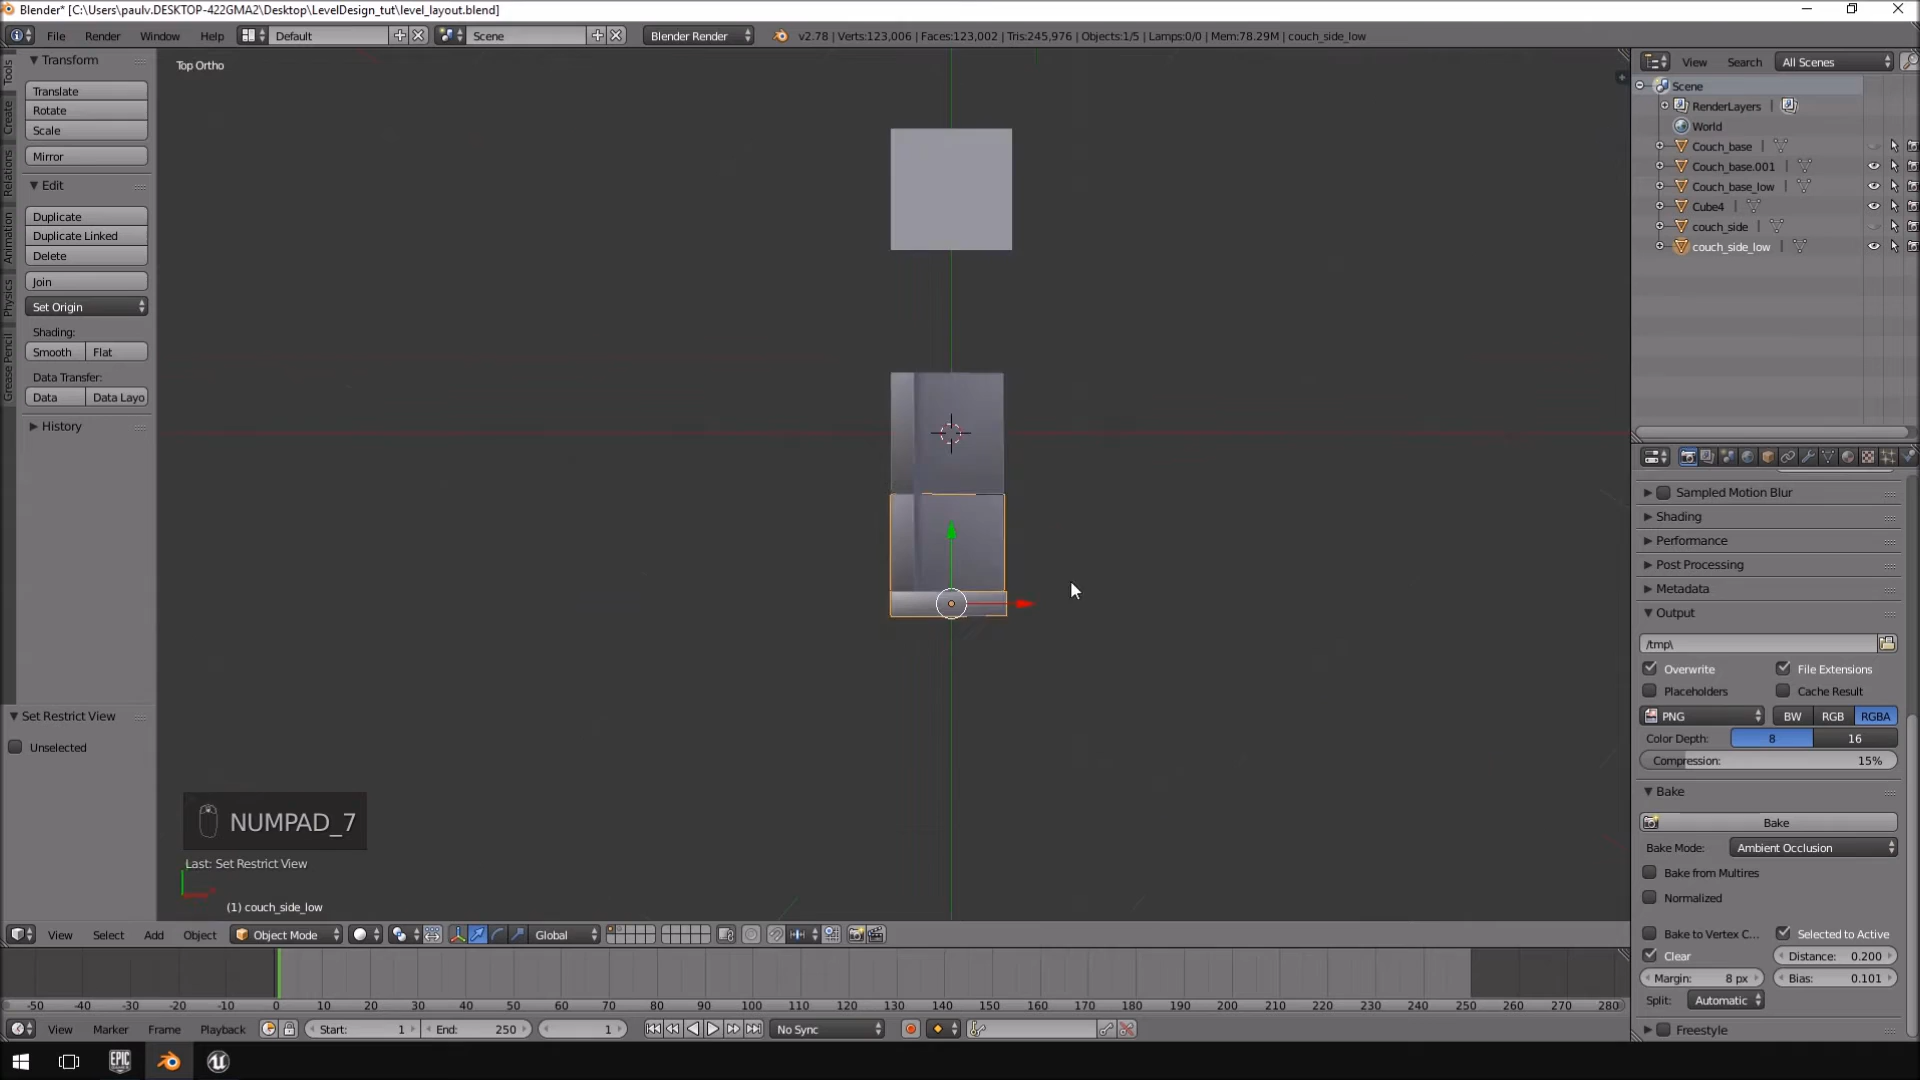 Blender* [C:\Users\paulv.DESKTOP-422GMA2\Desktop\LevelDesign_tut\level_layout.blend]
File Render Window Help Default Scene Blender Render v2.78 | Verts:123,006 | Faces:123,002 | Tris:245,976 | Objects:1/5 | Lamps:0/0 | Mem:78.29M | couch_side_low
Tools
Create
Relations
Animation
Physics
Grease Pencil
Transform
Translate
Rotate
Scale
Mirror
Edit
Duplicate
Duplicate Linked
Delete
Join
Set Origin
Shading:
Smooth Flat
Data Transfer:
Data Data Layo
History
Set Restrict View
Unselected
Top Ortho
NUMPAD_7
Last: Set Restrict View
(1) couch_side_low
View Select Add Object Object Mode Global
View Search All Scenes
Scene
RenderLayers
World
Couch_base
Couch_base.001
Couch_base_low
Cube4
couch_side
couch_side_low
Sampled Motion Blur
Shading
Performance
Post Processing
Metadata
Output
/tmp\
Overwrite File Extensions
Placeholders Cache Result
PNG BW RGB RGBA
Color Depth: 8 16
Compression: 15%
Bake
Bake
Bake Mode: Ambient Occlusion
Bake from Multires
Normalized
Bake to Vertex C... Selected to Active
Clear Distance: 0.200
Margin: 8 px Bias: 0.101
Split: Automatic
Freestyle
-50 -40 -30 -20 -10 0 10 20 30 40 50 60 70 80 90 100 110 120 130 140 150 160 170 180 190 200 210 220 230 240 250 260 270 280
View Marker Frame Playback Start: 1 End: 250 1 No Sync
EPIC